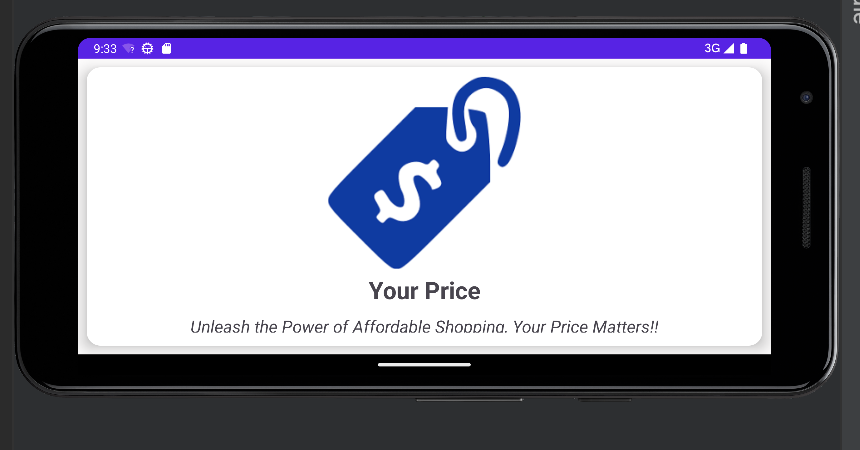 9:33
3G
$
Your Price
Unleash the Power of Affordable Shopping. Your Price Matters!!